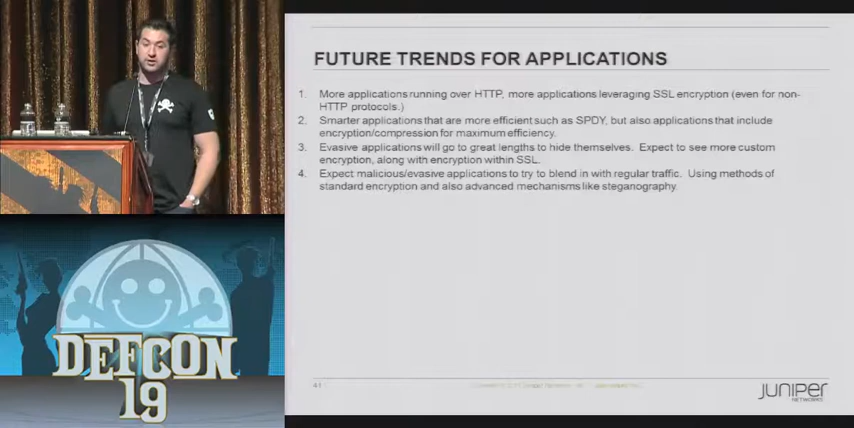 FUTURE TRENDS FOR APPLICATIONS
1. More applications running over HTTP, more applications leveraging SSL encryption (even for non-
HTTP protocols.)
2. Smarter applications that are more efficient such as SPDY, but also applications that include
encryption/compression for maximum efficiency.
3. Evasive applications will go to great lengths to hide themselves. Expect to see more custom
encryption, along with encryption within SSL.
4. Expect malicious/evasive applications to try to blend in with regular traffic. Using methods of
standard encryption and also advanced mechanisms like steganography.
DEFCON
19
41
JUNIPER
NETWORKS